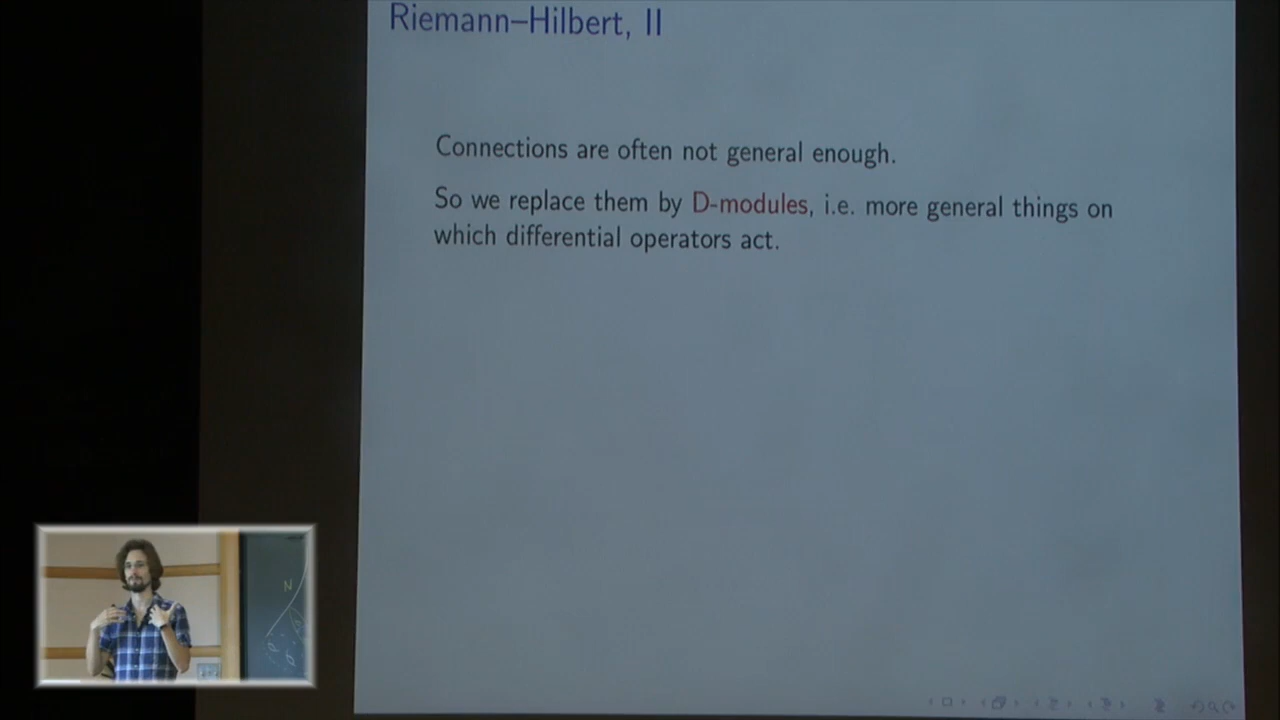 Riemann–Hilbert, II
Connections are often not general enough.
So we replace them by D-modules, i.e. more general things on
which differential operators act.
N